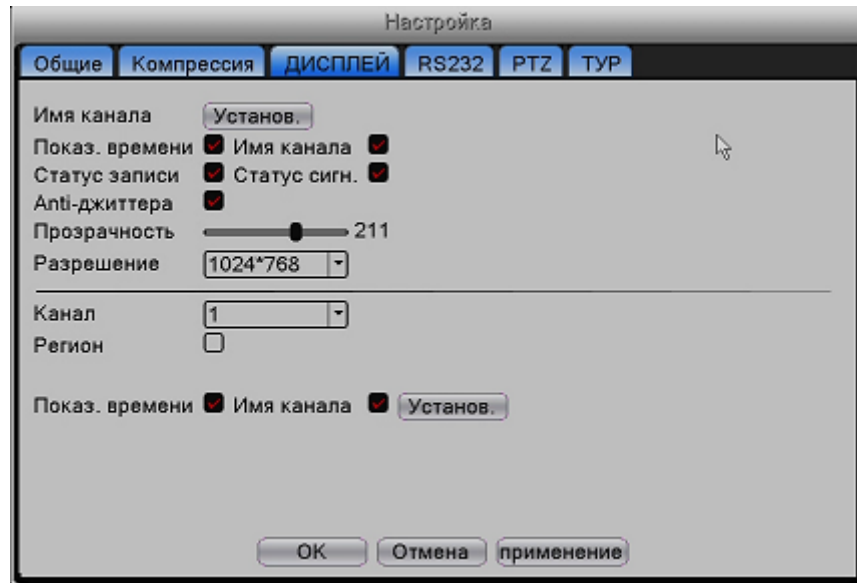 Настройка
Общие Компрессия ДИСПЛЕЙ RS232 PTZ ТУР
Имя канала Установ.
Показ. времени Имя канала
Статус записи Статус сигн.
Anti-джиттера
Прозрачность 211
Разрешение 1024*768
Канал 1
Регион
Показ. времени Имя канала Установ.
OK Отмена применение